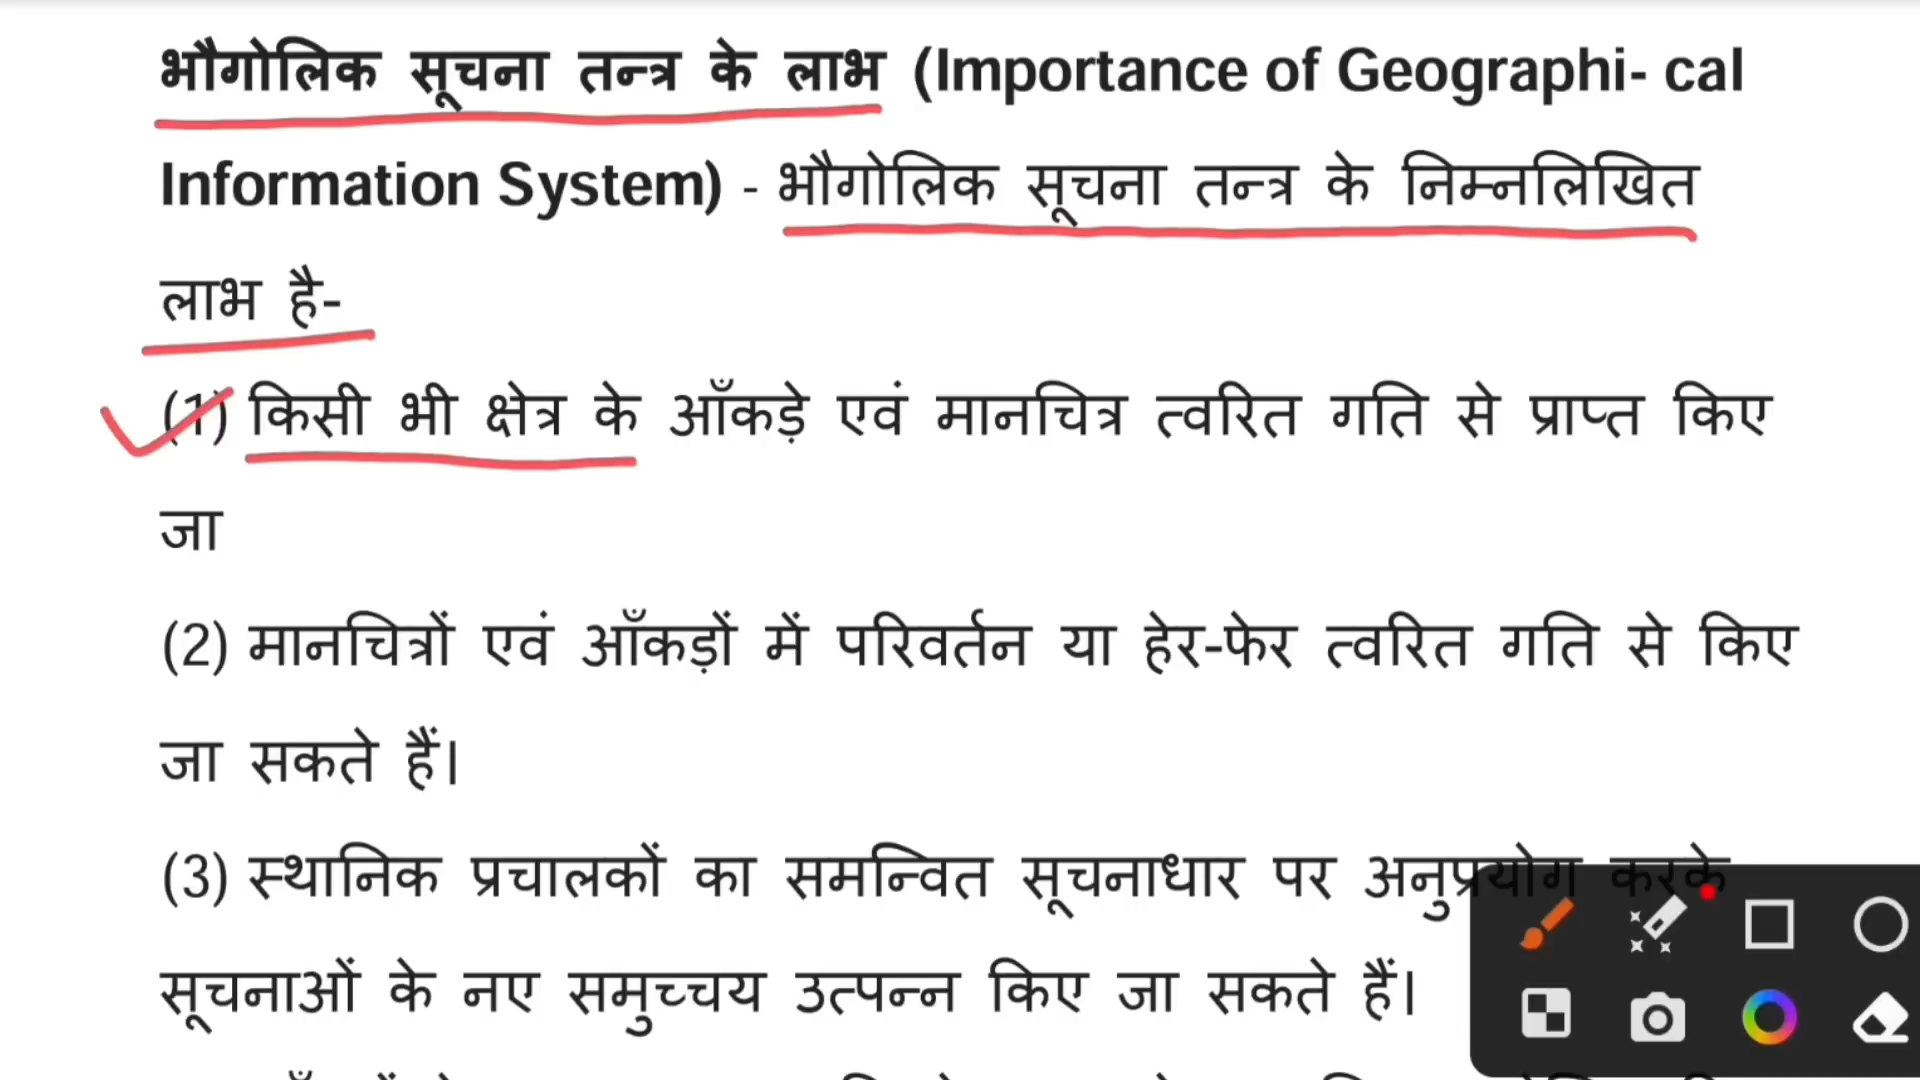 भौगोलिक सूचना तन्त्र के लाभ (Importance of Geographi- cal
Information System) - भौगोलिक सूचना तन्त्र के निम्नलिखित
लाभ है-
(1) किसी भी क्षेत्र के आँकड़े एवं मानचित्र त्वरित गति से प्राप्त किए
जा
(2) मानचित्रों एवं आँकड़ों में परिवर्तन या हेर-फेर त्वरित गति से किए
जा सकते हैं।
(3) स्थानिक प्रचालकों का समन्वित सूचनाधार पर अनुप्रयोग करके
सूचनाओं के नए समुच्चय उत्पन्न किए जा सकते हैं।